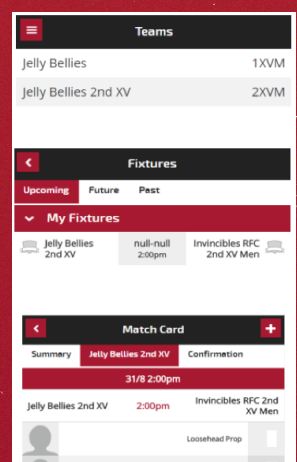 Teams
Jelly Bellies 1XVM
Jelly Bellies 2nd XV 2XVM
Fixtures
Upcoming Future Past
My Fixtures
Jelly Bellies null-null Invincibles RFC
2nd XV 2:00pm 2nd XV Men
Match Card
Summary Jelly Bellies 2nd XV Confirmation
31/8 2:00pm
Jelly Bellies 2nd XV 2:00pm Invincibles RFC 2nd
XV Men
Loosehead Prop